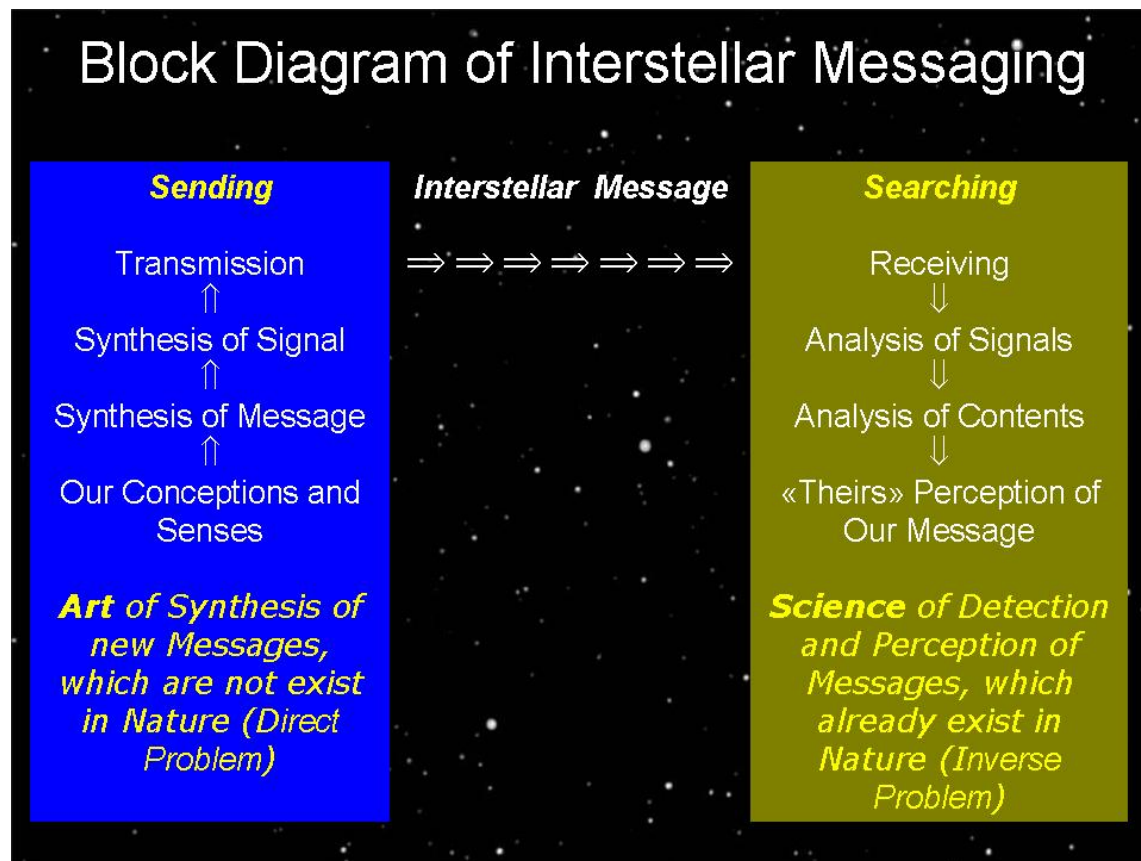 Block Diagram of Interstellar Messaging
Sending
Transmission
⇑
Synthesis of Signal
⇑
Synthesis of Message
⇑
Our Conceptions and
Senses
Art of Synthesis of
new Messages,
which are not exist
in Nature (Direct
Problem)
Interstellar Message
⇒ ⇒ ⇒ ⇒ ⇒ ⇒ ⇒
Searching
Receiving
⇓
Analysis of Signals
⇓
Analysis of Contents
⇓
«Theirs» Perception of
Our Message
Science of Detection
and Perception of
Messages, which
already exist in
Nature (Inverse
Problem)